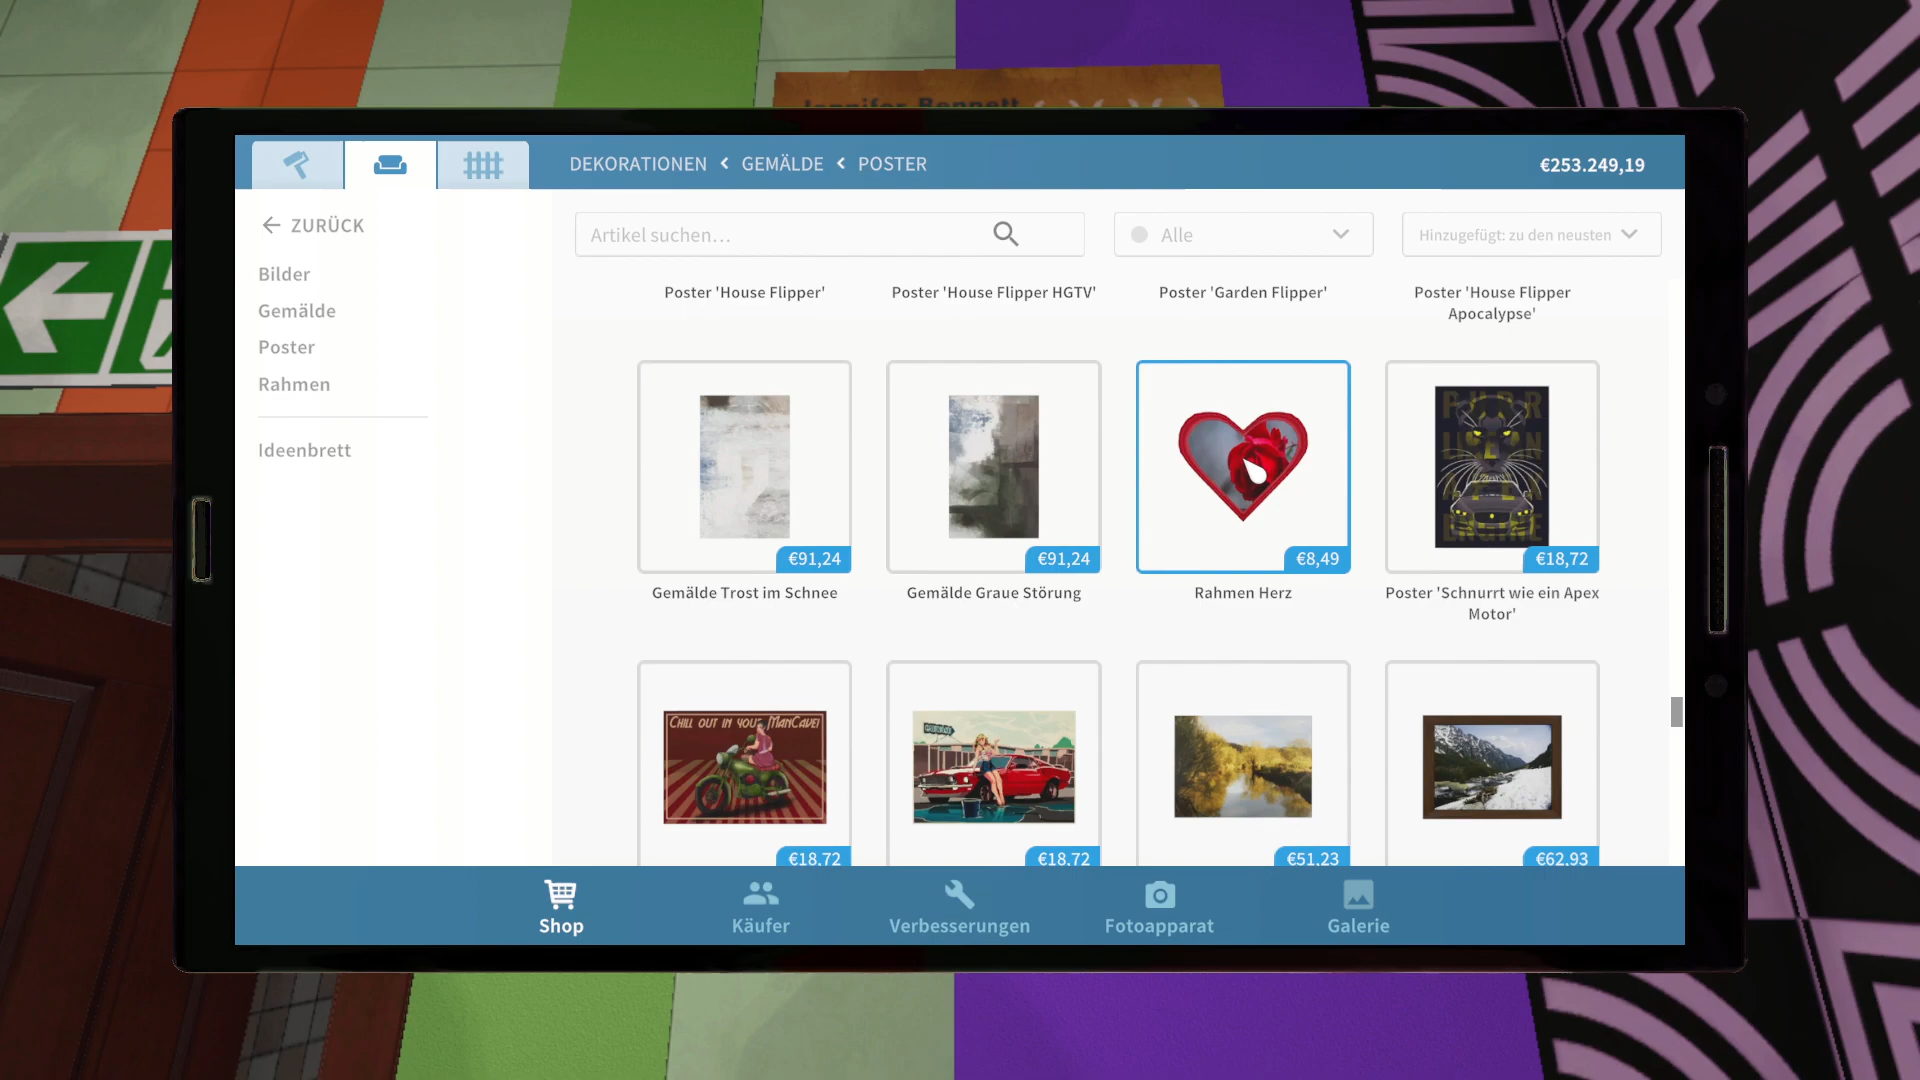 Jennifer Bennett
DEKORATIONEN < GEMÄLDE < POSTER
€253.249,19
ZURÜCK
Artikel suchen...
Alle
Hinzugefügt: zu den neusten
Bilder
Gemälde
Poster
Rahmen
Ideenbrett
Poster 'House Flipper'
Poster 'House Flipper HGTV'
Poster 'Garden Flipper'
Poster 'House Flipper
Apocalypse'
€91,24
€91,24
€8,49
€18,72
Gemälde Trost im Schnee
Gemälde Graue Störung
Rahmen Herz
Poster 'Schnurrt wie ein Apex
Motor'
CHILL OUT IN YOUR MANCAVE!
€18,72
€18,72
€51,23
€62,93
Shop
Käufer
Verbesserungen
Fotoapparat
Galerie